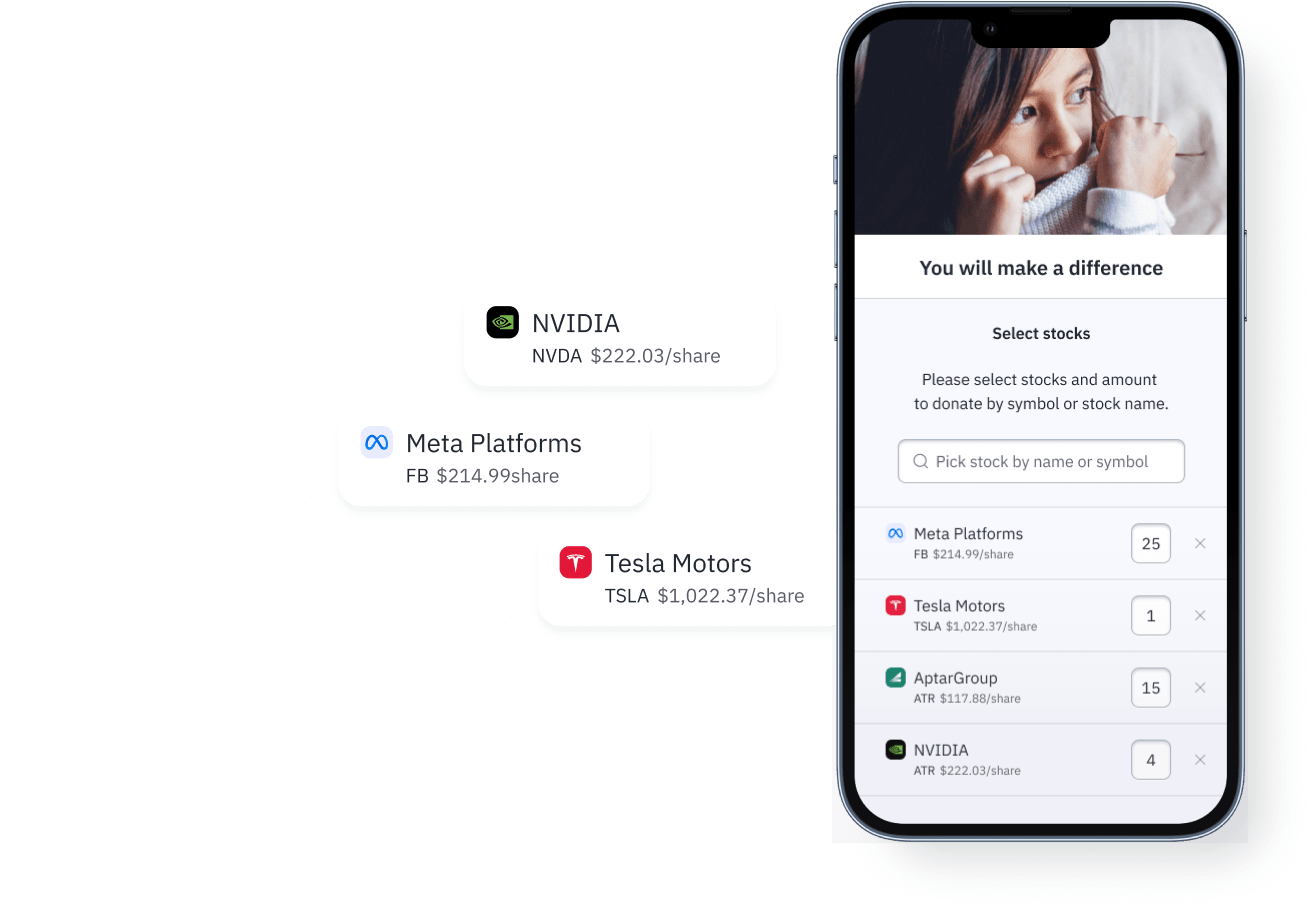 NVIDIA
NVDA $222.03/share
Meta Platforms
FB $214.99share
Tesla Motors
TSLA $1,022.37/share
You will make a difference
Select stocks
Please select stocks and amount
to donate by symbol or stock name.
Pick stock by name or symbol
Meta Platforms
FB $214.99/share
25
Tesla Motors
TSLA $1,022.37/share
1
AptarGroup
ATR $117.88/share
15
NVIDIA
ATR $222.03/share
4